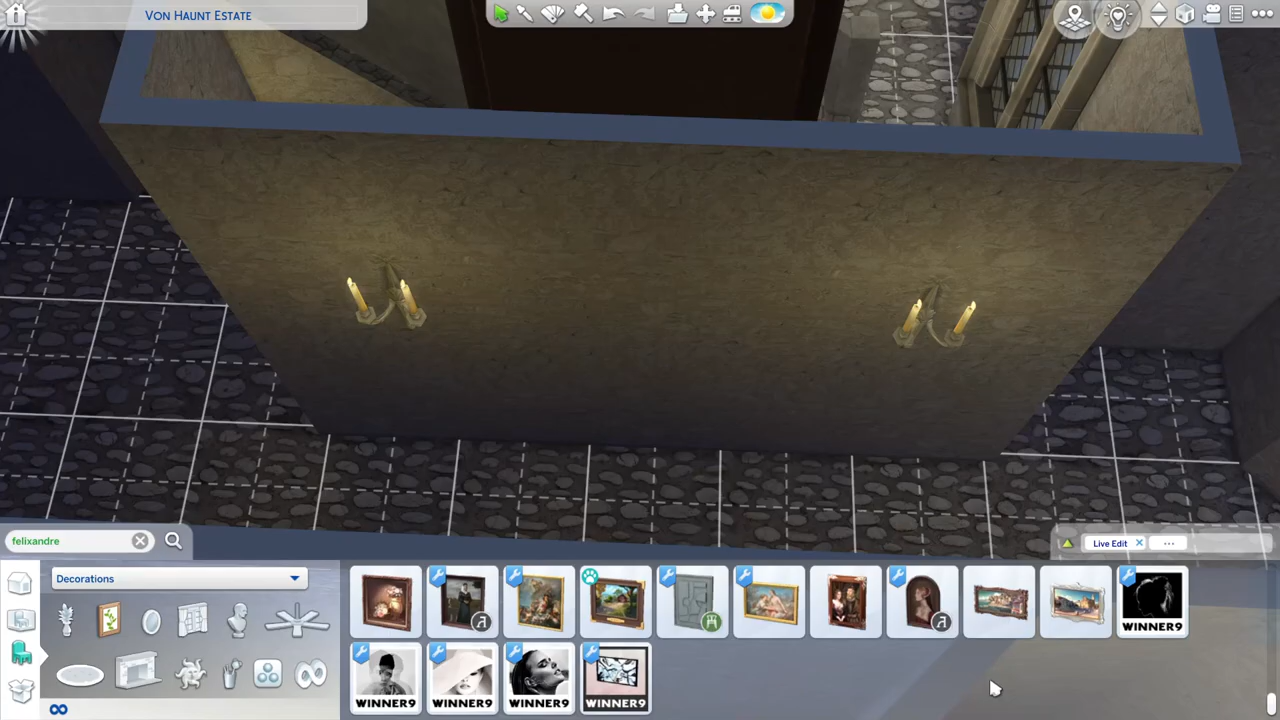 Von Haunt Estate
felixandre
Live Edit
...
Decorations
WINNER9
WINNER9
WINNER9
WINNER9
WINNER9